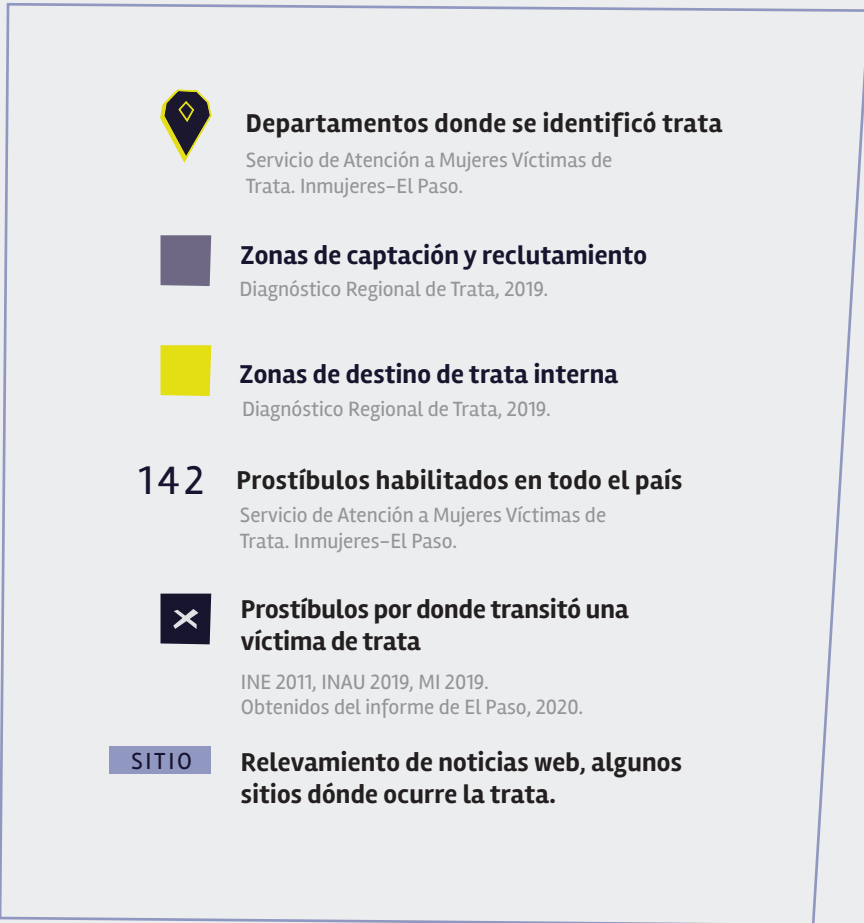 Departamentos donde se identificó trata
Servicio de Atención a Mujeres Víctimas de
Trata. Inmujeres-El Paso.
Zonas de captación y reclutamiento
Diagnóstico Regional de Trata, 2019.
Zonas de destino de trata interna
Diagnóstico Regional de Trata, 2019.
142 Prostíbulos habilitados en todo el país
Servicio de Atención a Mujeres Víctimas de
Trata. Inmujeres-El Paso.
Prostíbulos por donde transitó una
víctima de trata
INE 2011, INAU 2019, MI 2019.
Obtenidos del informe de El Paso, 2020.
SITIO Relevamiento de noticias web, algunos
sitios dónde ocurre la trata.